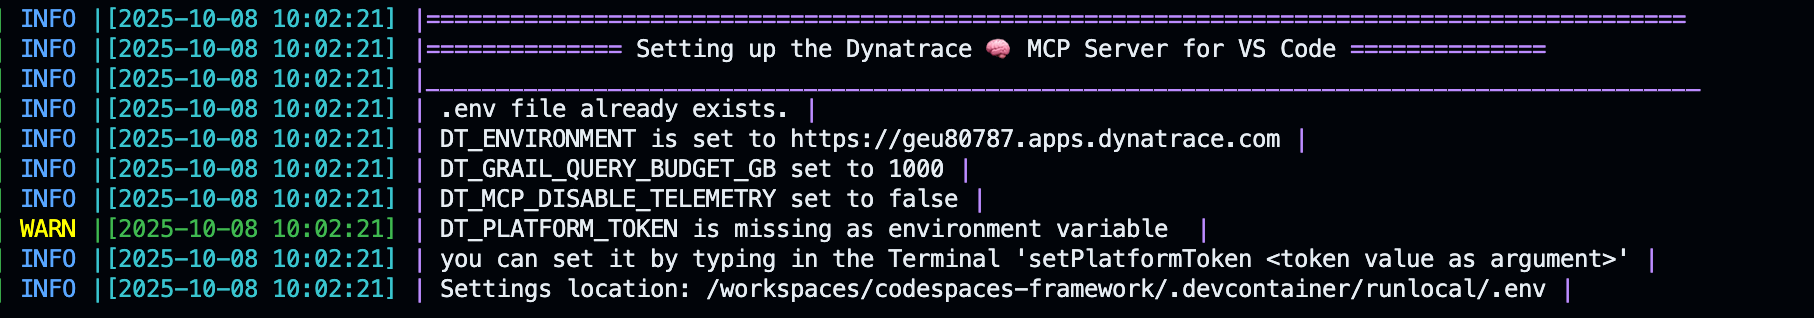 INFO |[2025-10-08 10:02:21] |==========================================================================================
INFO |[2025-10-08 10:02:21] |============== Setting up the Dynatrace 🧠 MCP Server for VS Code ==============
INFO |[2025-10-08 10:02:21] |___________________________________________________________________________________________
INFO |[2025-10-08 10:02:21] | .env file already exists. |
INFO |[2025-10-08 10:02:21] | DT_ENVIRONMENT is set to https://geu80787.apps.dynatrace.com |
INFO |[2025-10-08 10:02:21] | DT_GRAIL_QUERY_BUDGET_GB set to 1000 |
INFO |[2025-10-08 10:02:21] | DT_MCP_DISABLE_TELEMETRY set to false |
WARN |[2025-10-08 10:02:21] | DT_PLATFORM_TOKEN is missing as environment variable  |
INFO |[2025-10-08 10:02:21] | you can set it by typing in the Terminal 'setPlatformToken <token value as argument>' |
INFO |[2025-10-08 10:02:21] | Settings location: /workspaces/codespaces-framework/.devcontainer/runlocal/.env |